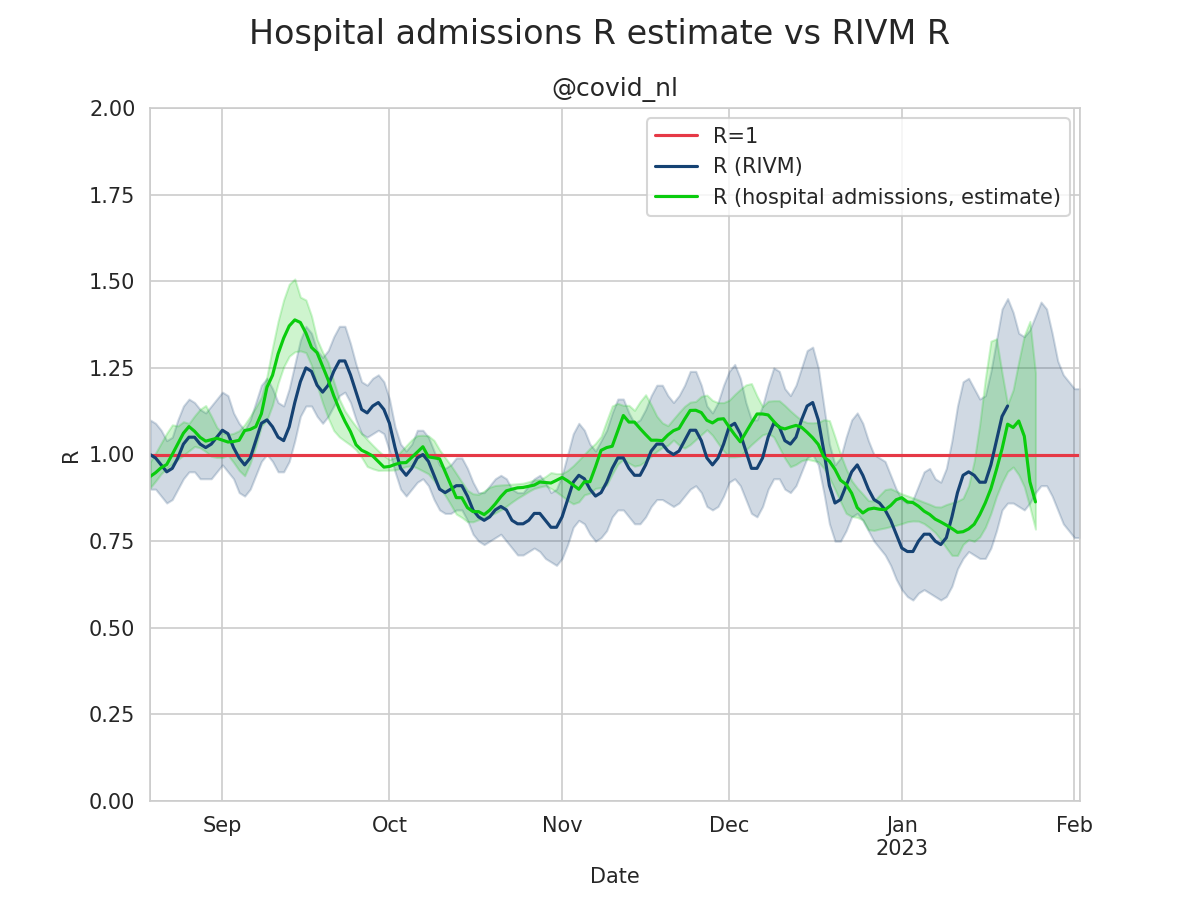 Hospital admissions R estimate vs RIVM R
@covid_nl
R=1
R (RIVM)
R (hospital admissions, estimate)
2.00
1.75
1.50
1.25
1.00
0.75
0.50
0.25
0.00
R
Sep Oct Nov Dec Jan Feb
2023
Date